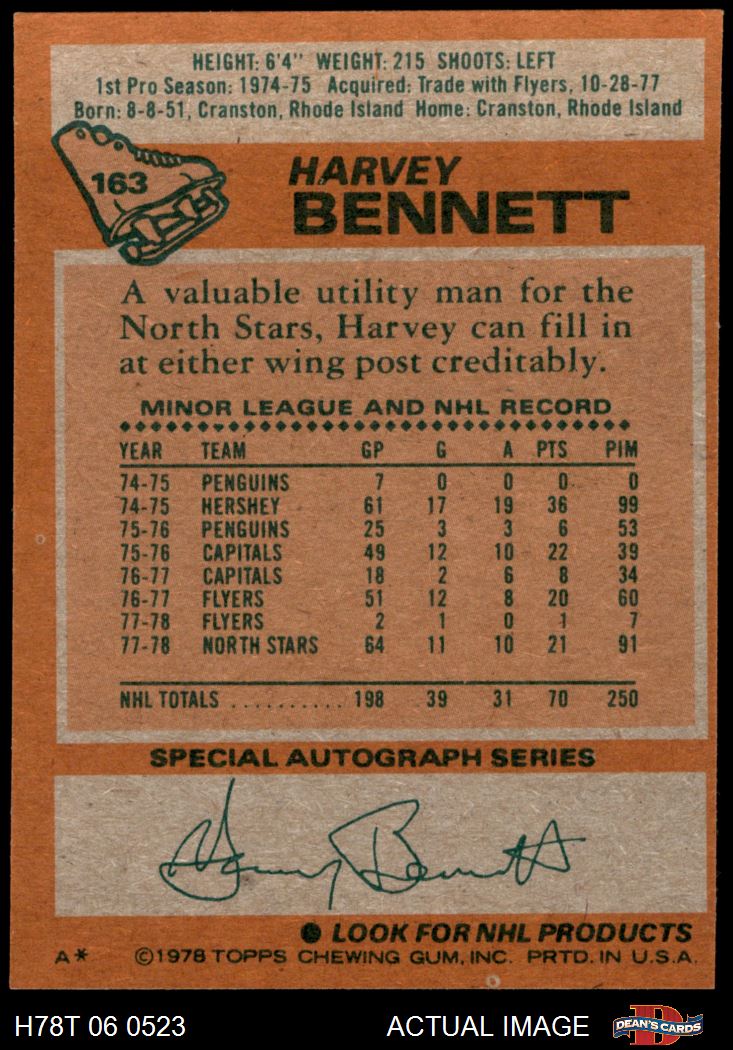 HEIGHT: 6'4" WEIGHT: 215 SHOOTS: LEFT
1st Pro Season: 1974-75 Acquired: Trade with Flyers, 10-28-77
Born: 8-8-51, Cranston, Rhode Island Home: Cranston, Rhode Island
163
HARVEY
BENNETT
A valuable utility man for the
North Stars, Harvey can fill in
at either wing post creditably.
MINOR LEAGUE AND NHL RECORD
YEAR TEAM GP G A PTS PIM
74-75 PENGUINS 7 0 0 0 0
74-75 HERSHEY 61 17 19 36 99
75-76 PENGUINS 25 3 3 6 53
75-76 CAPITALS 49 12 10 22 39
76-77 CAPITALS 18 2 6 8 34
76-77 FLYERS 51 12 8 20 60
77-78 FLYERS 2 1 0 1 7
77-78 NORTH STARS 64 11 10 21 91
NHL TOTALS .......... 198 39 31 70 250
SPECIAL AUTOGRAPH SERIES
Harvey Bennett
● LOOK FOR NHL PRODUCTS
A* ©1978 TOPPS CHEWING GUM, INC. PRTD. IN U.S.A.
H78T 06 0523 ACTUAL IMAGE DEAN'S CARDS